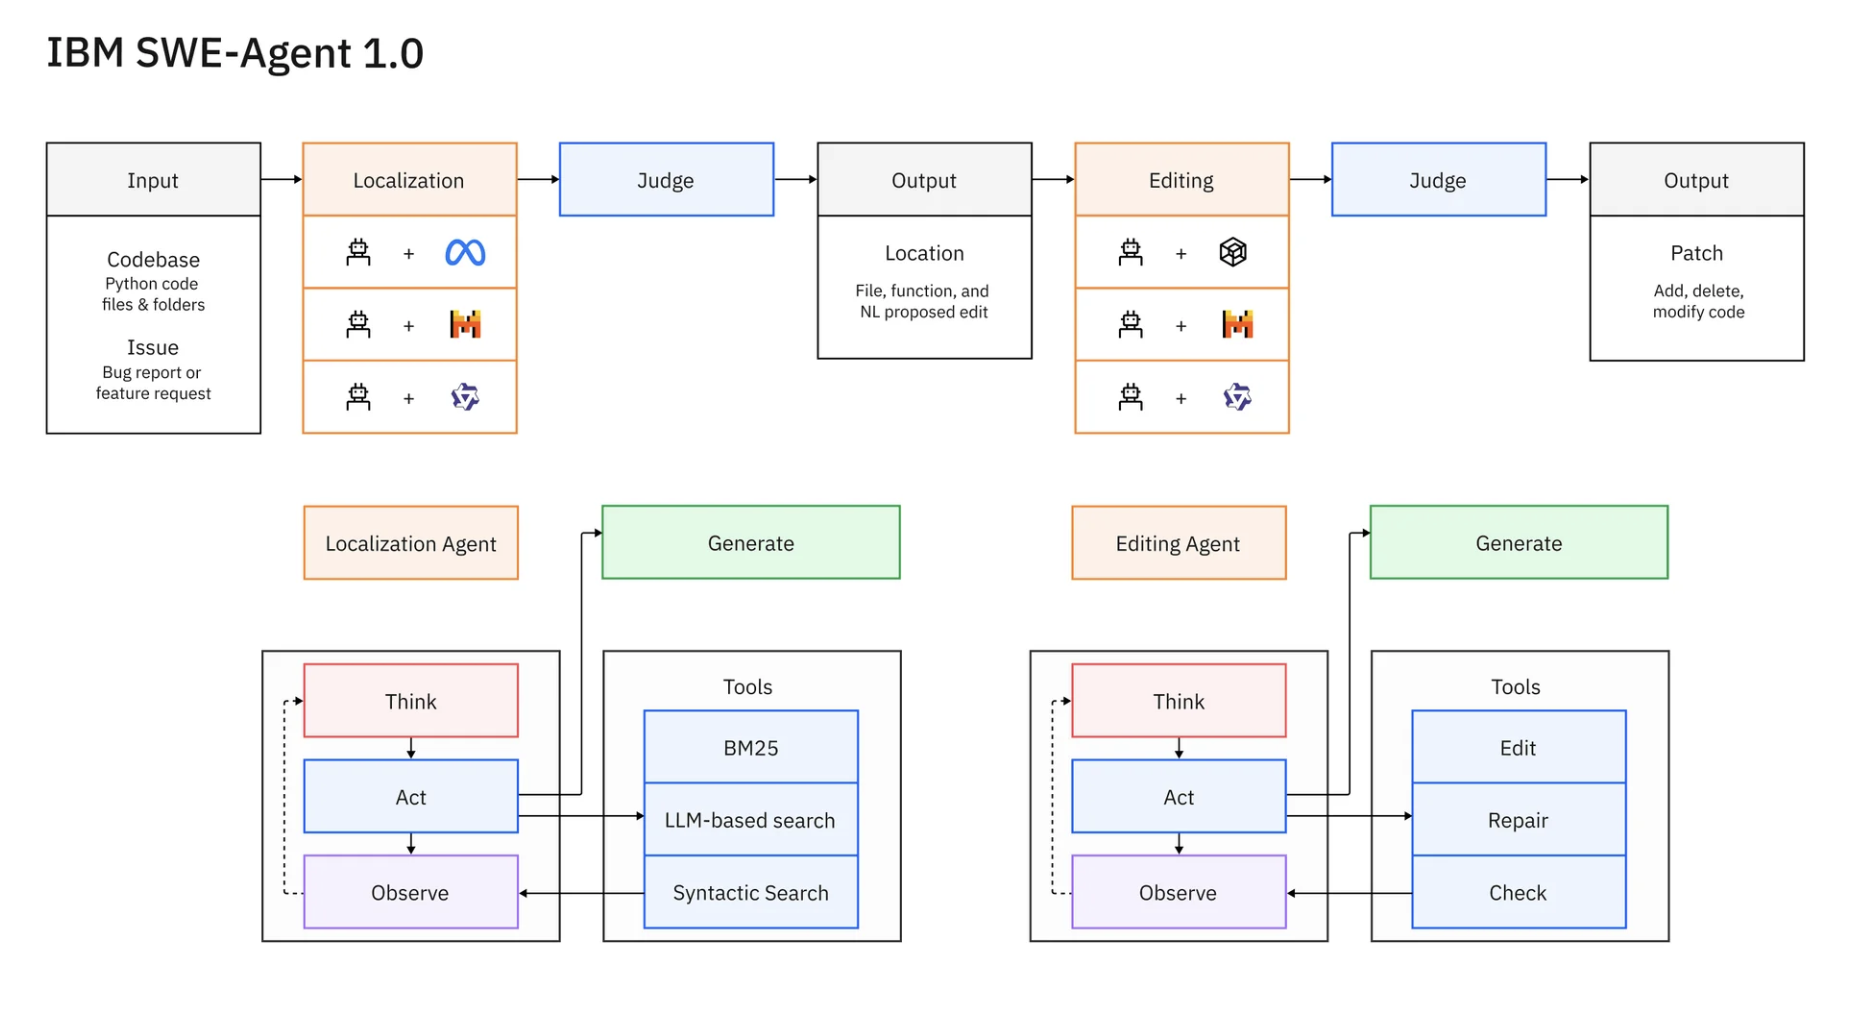 IBM SWE-Agent 1.0
Input
Localization
Judge
Output
Editing
Judge
Output
Codebase
Python code
files & folders
Issue
Bug report or
feature request
+
+
+
Location
File, function, and
NL proposed edit
+
+
+
Patch
Add, delete,
modify code
Localization Agent
Generate
Think
Act
Observe
Tools
BM25
LLM-based search
Syntactic Search
Editing Agent
Generate
Think
Act
Observe
Tools
Edit
Repair
Check